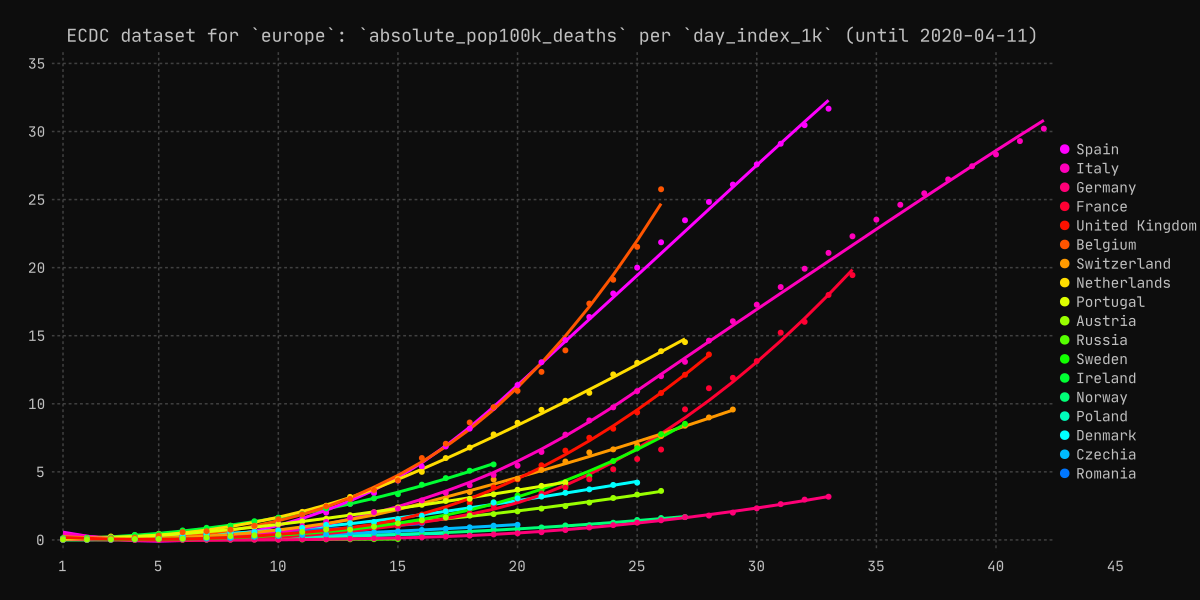 ECDC dataset for `europe`: `absolute_pop100k_deaths` per `day_index_1k` (until 2020-04-11)
35
30
25
20
15
10
5
0
1 5 10 15 20 25 30 35 40 45
Spain
Italy
Germany
France
United Kingdom
Belgium
Switzerland
Netherlands
Portugal
Austria
Russia
Sweden
Ireland
Norway
Poland
Denmark
Czechia
Romania